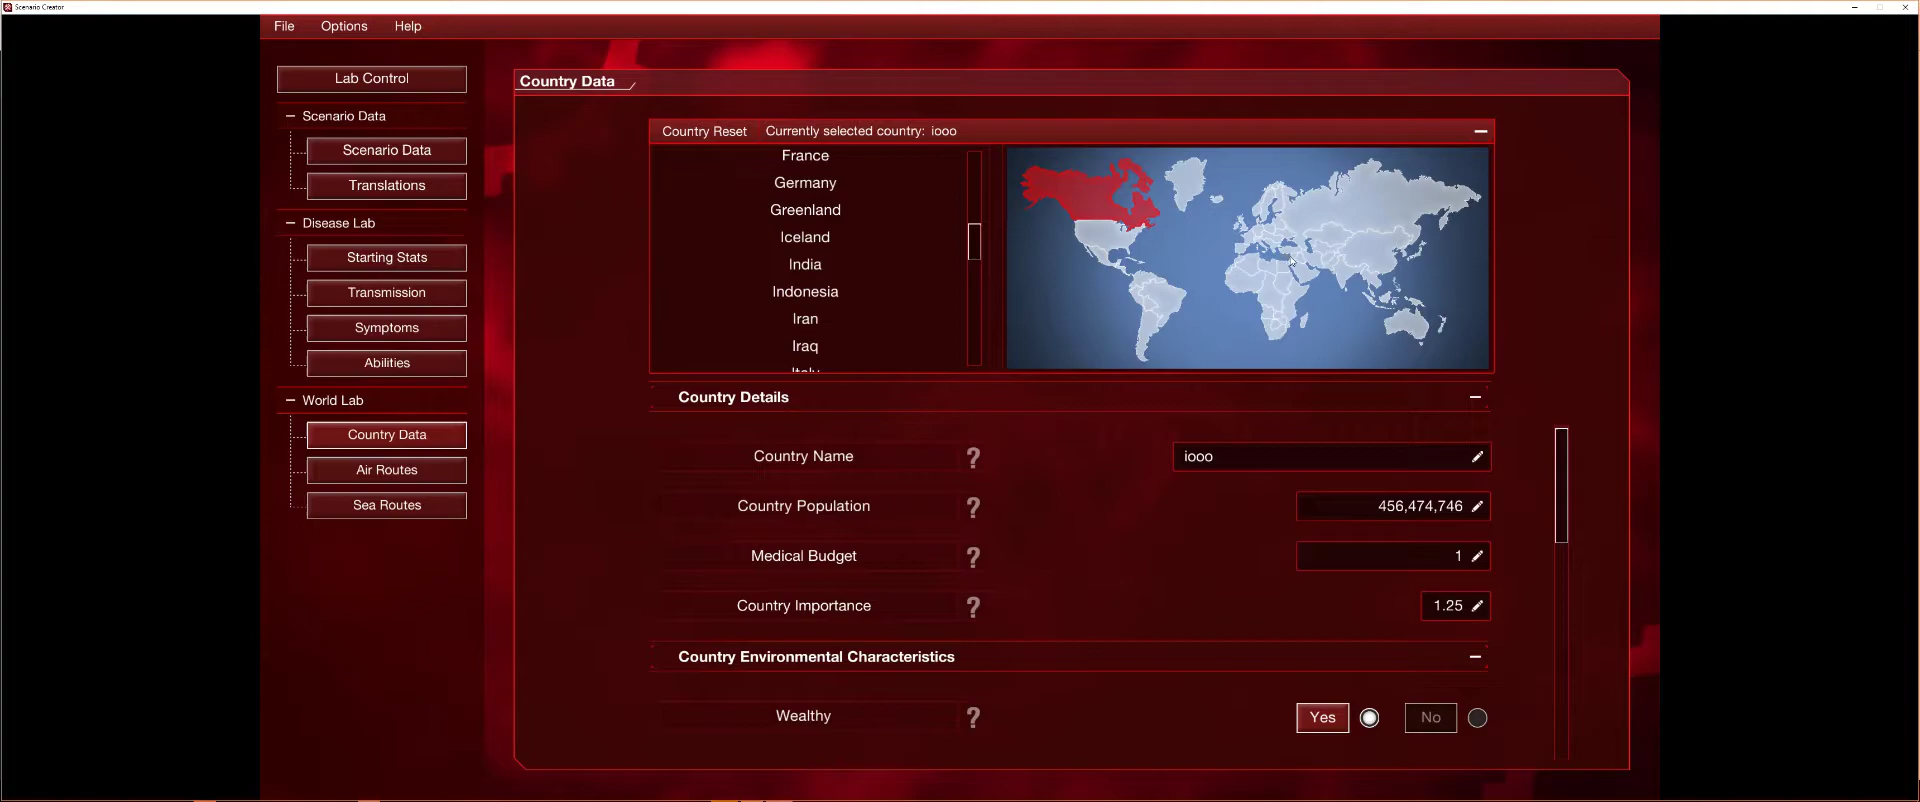 Scenario Creator
File Options Help
Lab Control
Scenario Data
Scenario Data
Translations
Disease Lab
Starting Stats
Transmission
Symptoms
Abilities
World Lab
Country Data
Air Routes
Sea Routes
Country Data
Country Reset Currently selected country: iooo
France
Germany
Greenland
Iceland
India
Indonesia
Iran
Iraq
Italy
Country Details
Country Name ? iooo
Country Population ? 456,474,746
Medical Budget ? 1
Country Importance ? 1.25
Country Environmental Characteristics
Wealthy ? Yes No